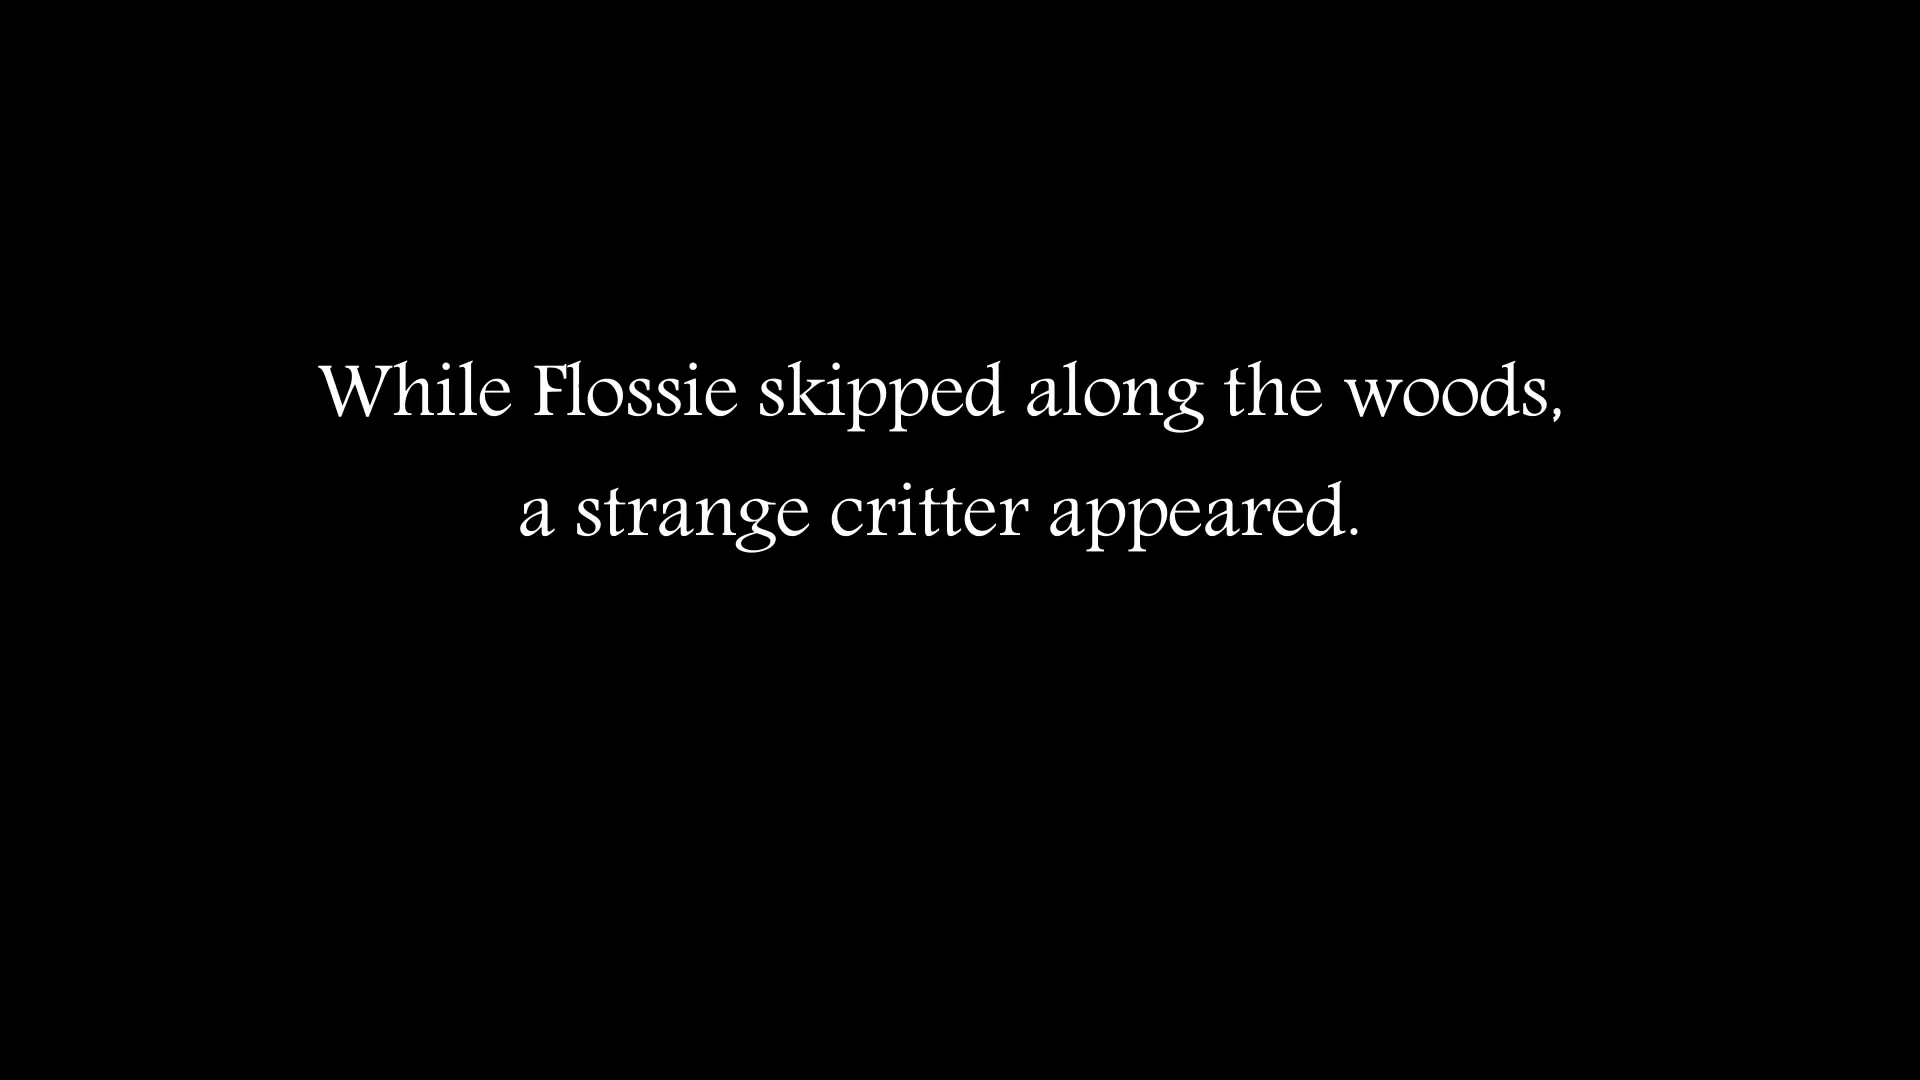 While Flossie skipped along the woods,
a strange critter appeared.